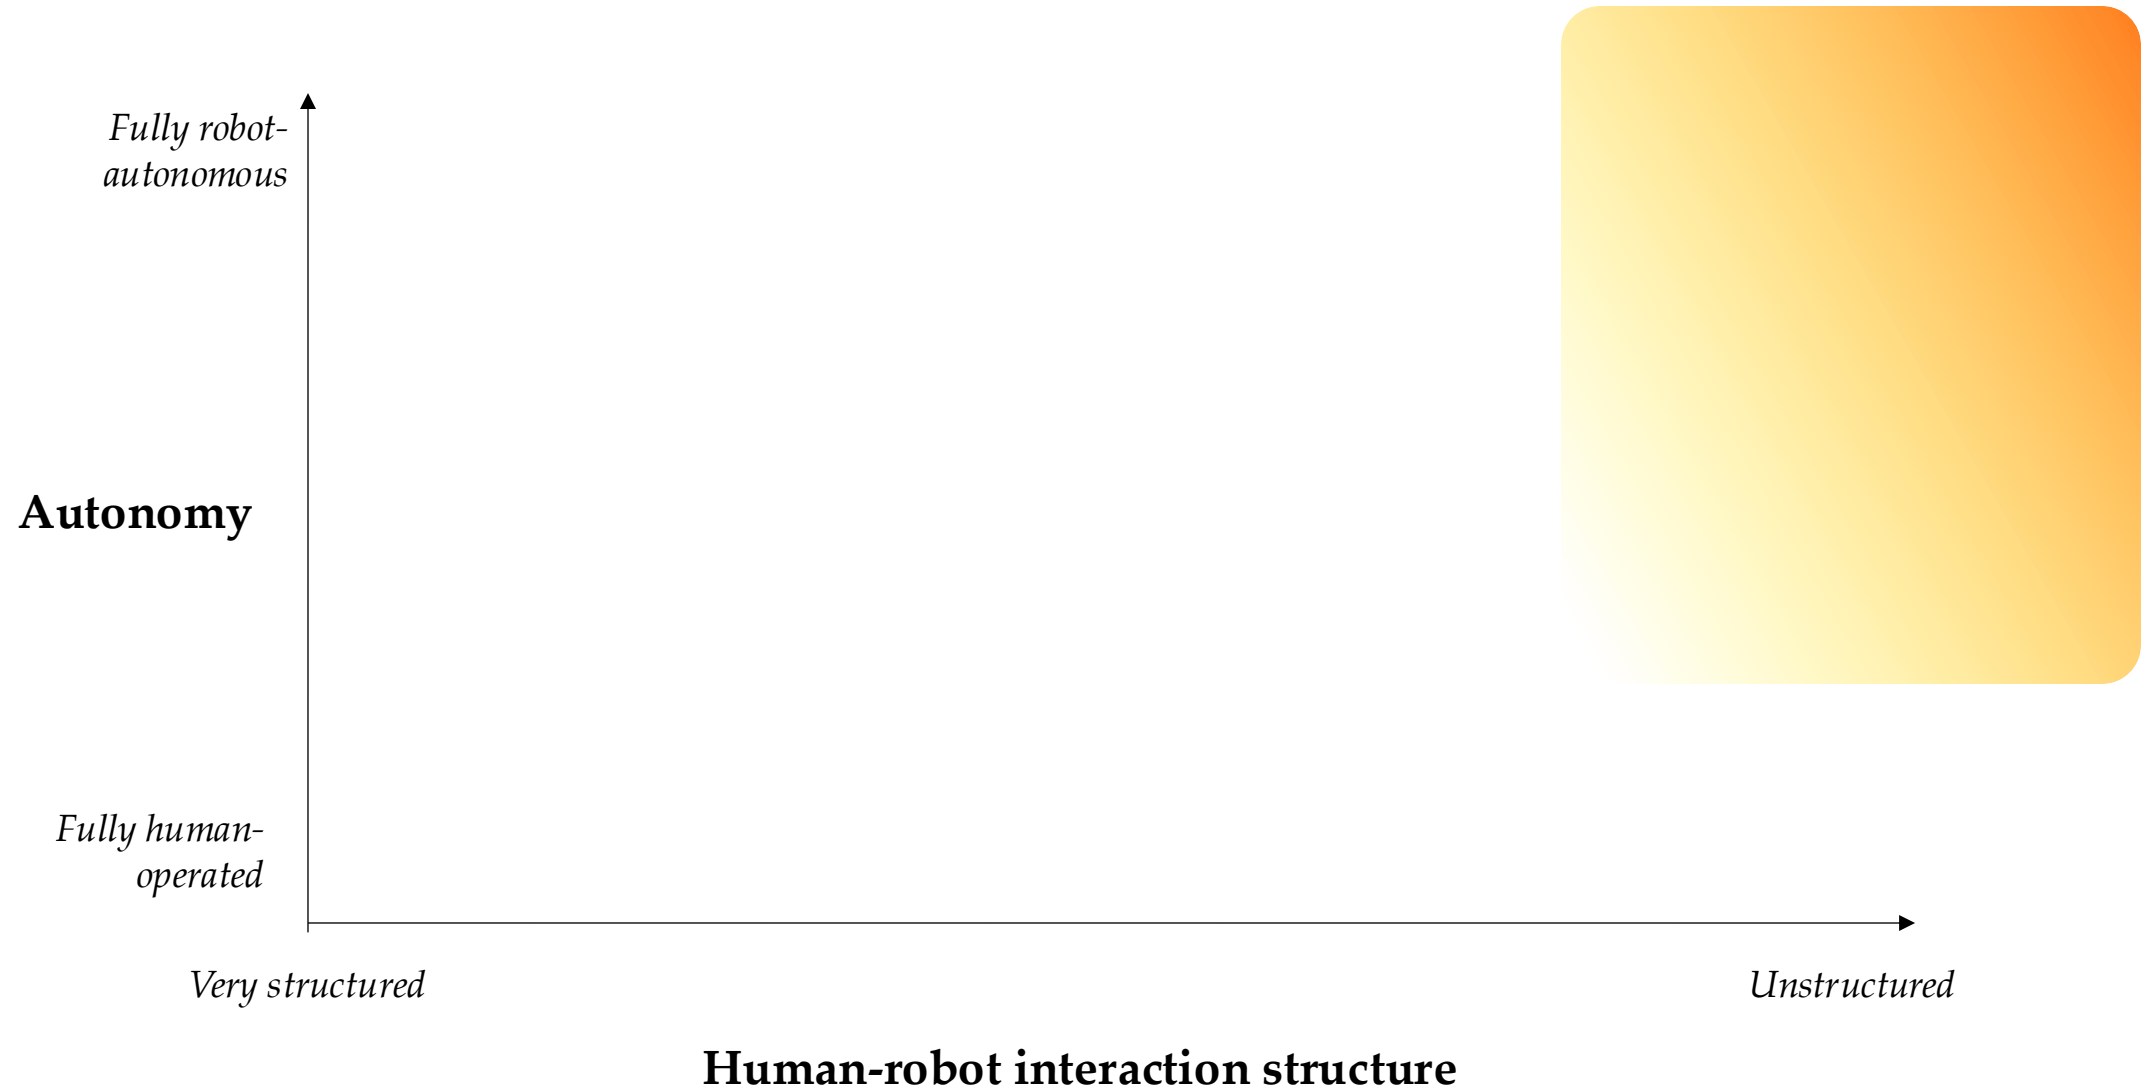 Fully robot-
autonomous
Autonomy
Fully human-
operated
Very structured
Unstructured
Human-robot interaction structure